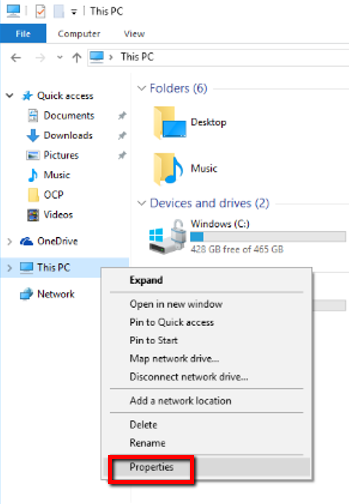 This PC
File Computer View
This PC
Quick access
Documents
Downloads
Pictures
Music
OCP
Videos
OneDrive
This PC
Network
Folders (6)
Desktop
Music
Devices and drives (2)
Windows (C:)
428 GB free of 465 GB
Expand
Open in new window
Pin to Quick access
Pin to Start
Map network drive...
Disconnect network drive...
Add a network location
Delete
Rename
Properties